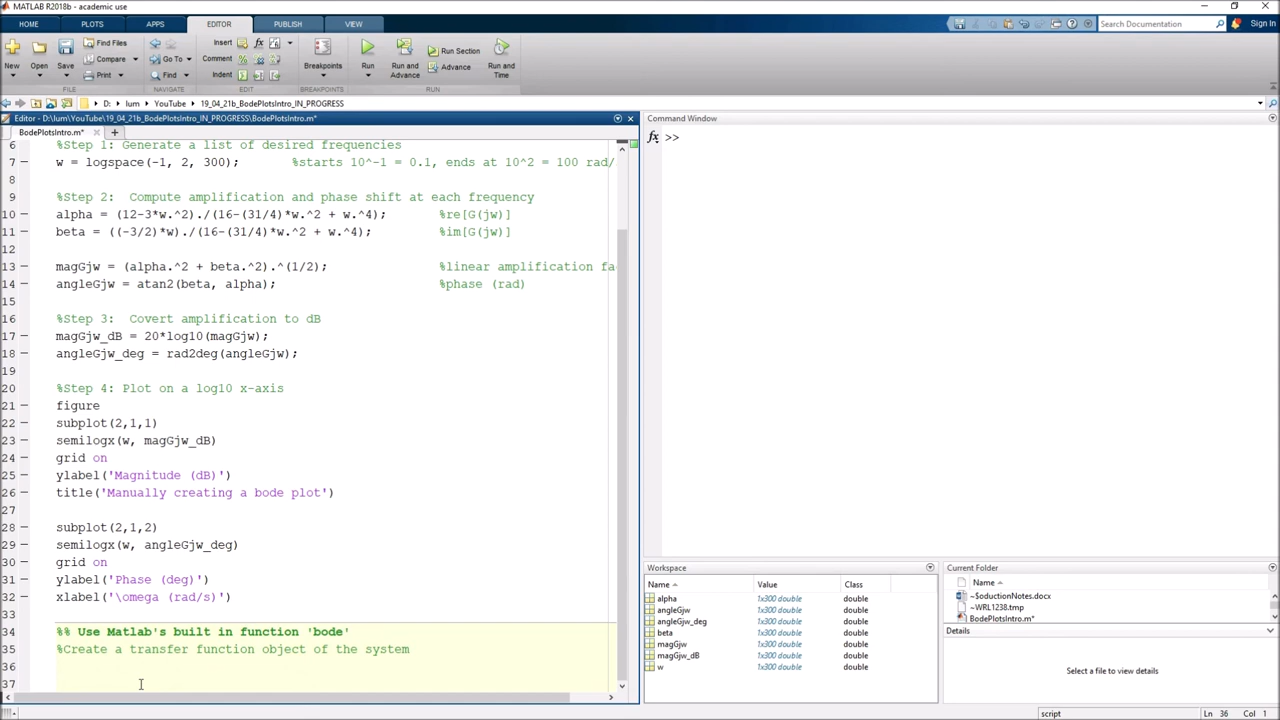 MATLAB R2018b - academic use
HOME PLOTS APPS EDITOR PUBLISH VIEW Search Documentation Sign In
New Open Save Find Files Compare Print Go To Find Insert Comment Indent Breakpoints Run Run and Advance Run Section Advance Run and Time
FILE NAVIGATE EDIT BREAKPOINTS RUN
D: lum YouTube 19_04_21b_BodePlotsIntro_IN_PROGRESS
Editor - D:\lum\YouTube\19_04_21b_BodePlotsIntro_IN_PROGRESS\BodePlotsIntro.m*
BodePlotsIntro.m*
6 %Step 1: Generate a list of desired frequencies
7 w = logspace(-1, 2, 300); %starts 10^-1 = 0.1, ends at 10^2 = 100 rad/
8
9 %Step 2:  Compute amplification and phase shift at each frequency
10 alpha = (12-3*w.^2)./(16-(31/4)*w.^2 + w.^4); %re[G(jw)]
11 beta = ((-3/2)*w)./(16-(31/4)*w.^2 + w.^4); %im[G(jw)]
12
13 magGjw = (alpha.^2 + beta.^2).^(1/2); %linear amplification fa
14 angleGjw = atan2(beta, alpha); %phase (rad)
15
16 %Step 3:  Covert amplification to dB
17 magGjw_dB = 20*log10(magGjw);
18 angleGjw_deg = rad2deg(angleGjw);
19
20 %Step 4: Plot on a log10 x-axis
21 figure
22 subplot(2,1,1)
23 semilogx(w, magGjw_dB)
24 grid on
25 ylabel('Magnitude (dB)')
26 title('Manually creating a bode plot')
27
28 subplot(2,1,2)
29 semilogx(w, angleGjw_deg)
30 grid on
31 ylabel('Phase (deg)')
32 xlabel('\omega (rad/s)')
33
34 %% Use Matlab's built in function 'bode'
35 %Create a transfer function object of the system
36
37
Command Window
fx >>
Workspace
Name Value Class
alpha 1x300 double double
angleGjw 1x300 double double
angleGjw_deg 1x300 double double
beta 1x300 double double
magGjw 1x300 double double
magGjw_dB 1x300 double double
w 1x300 double double
Current Folder
Name
~$oductionNotes.docx
~WRL1238.tmp
BodePlotsIntro.m*
Details
Select a file to view details
script Ln 36 Col 1